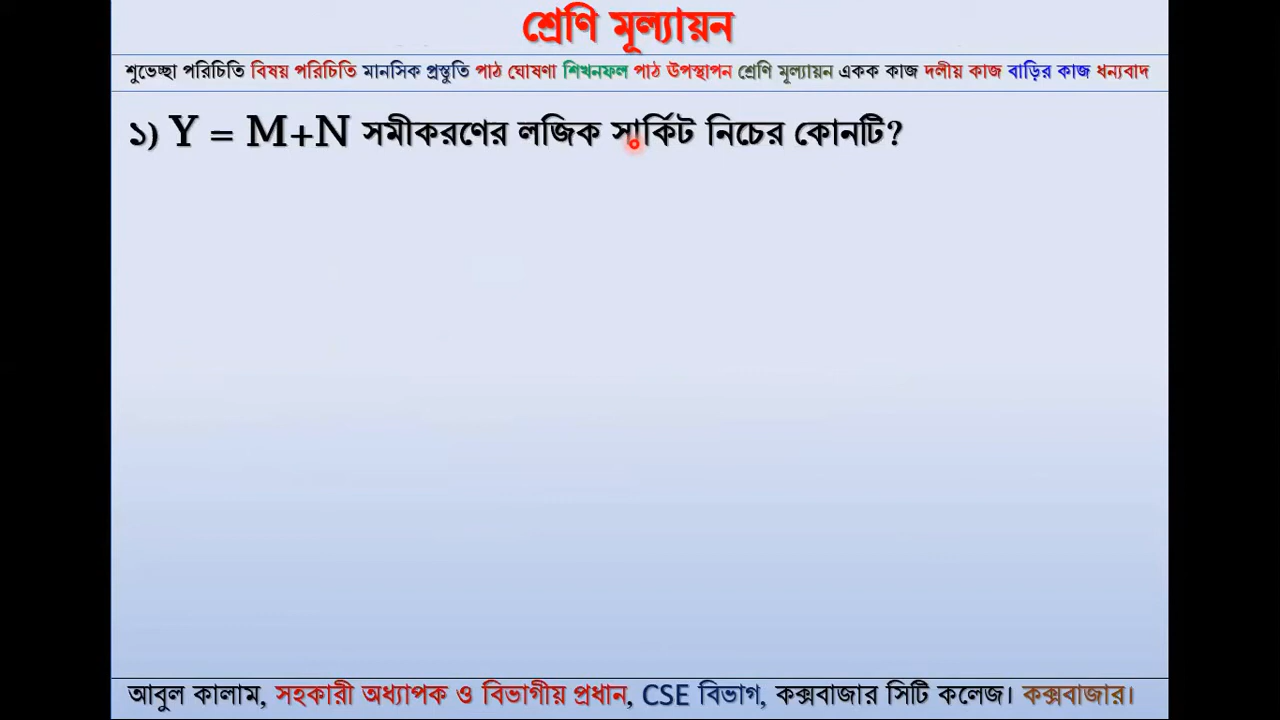 শ্রেণি মূল্যায়ন
শুভেচ্ছা পরিচিতি বিষয় পরিচিতি মানসিক প্রস্তুতি পাঠ ঘোষণা শিখনফল পাঠ উপস্থাপন শ্রেণি মূল্যায়ন একক কাজ দলীয় কাজ বাড়ির কাজ ধন্যবাদ
১) Y = M+N সমীকরণের লজিক সার্কিট নিচের কোনটি?
আবুল কালাম, সহকারী অধ্যাপক ও বিভাগীয় প্রধান, CSE বিভাগ, কক্সবাজার সিটি কলেজ। কক্সবাজার।